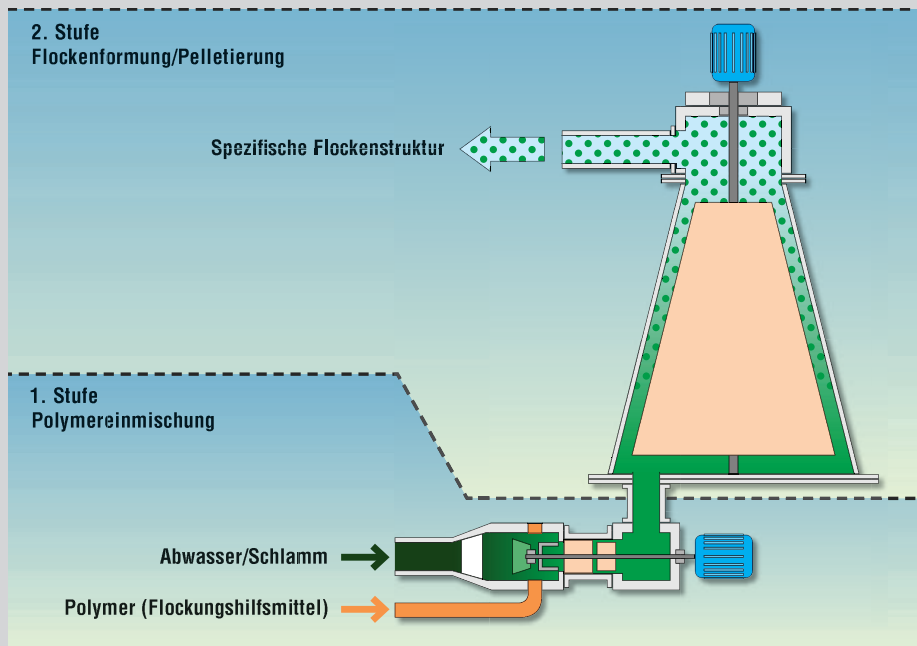 2. Stufe
Flockenformung/Pelletierung
Spezifische Flockenstruktur
1. Stufe
Polymereinmischung
Abwasser/Schlamm
Polymer (Flockungshilfsmittel)